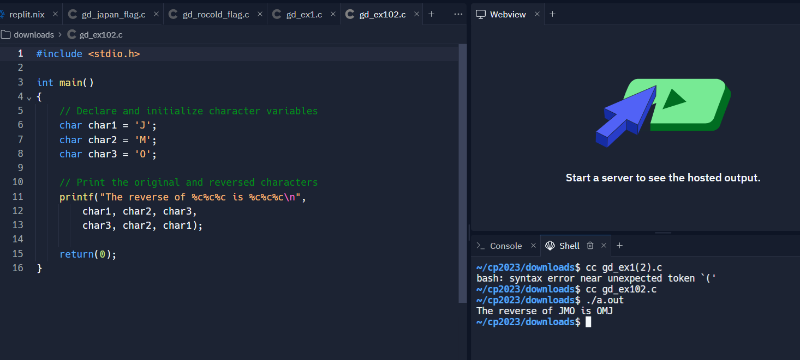 replit.nix × gd_japan_flag.c × gd_rocold_flag.c × gd_ex1.c × gd_ex102.c × + ...
downloads > gd_ex102.c
1 #include <stdio.h>
2
3 int main()
4 {
5 // Declare and initialize character variables
6 char char1 = 'J';
7 char char2 = 'M';
8 char char3 = 'O';
9
10 // Print the original and reversed characters
11 printf("The reverse of %c%c%c is %c%c%c\n",
12 char1, char2, char3,
13 char3, char2, char1);
14
15 return(0);
16 }
Webview × +
Start a server to see the hosted output.
Console × Shell × +
~/cp2023/downloads$ cc gd_ex1(2).c
bash: syntax error near unexpected token `('
~/cp2023/downloads$ cc gd_ex102.c
~/cp2023/downloads$ ./a.out
The reverse of JMO is OMJ
~/cp2023/downloads$